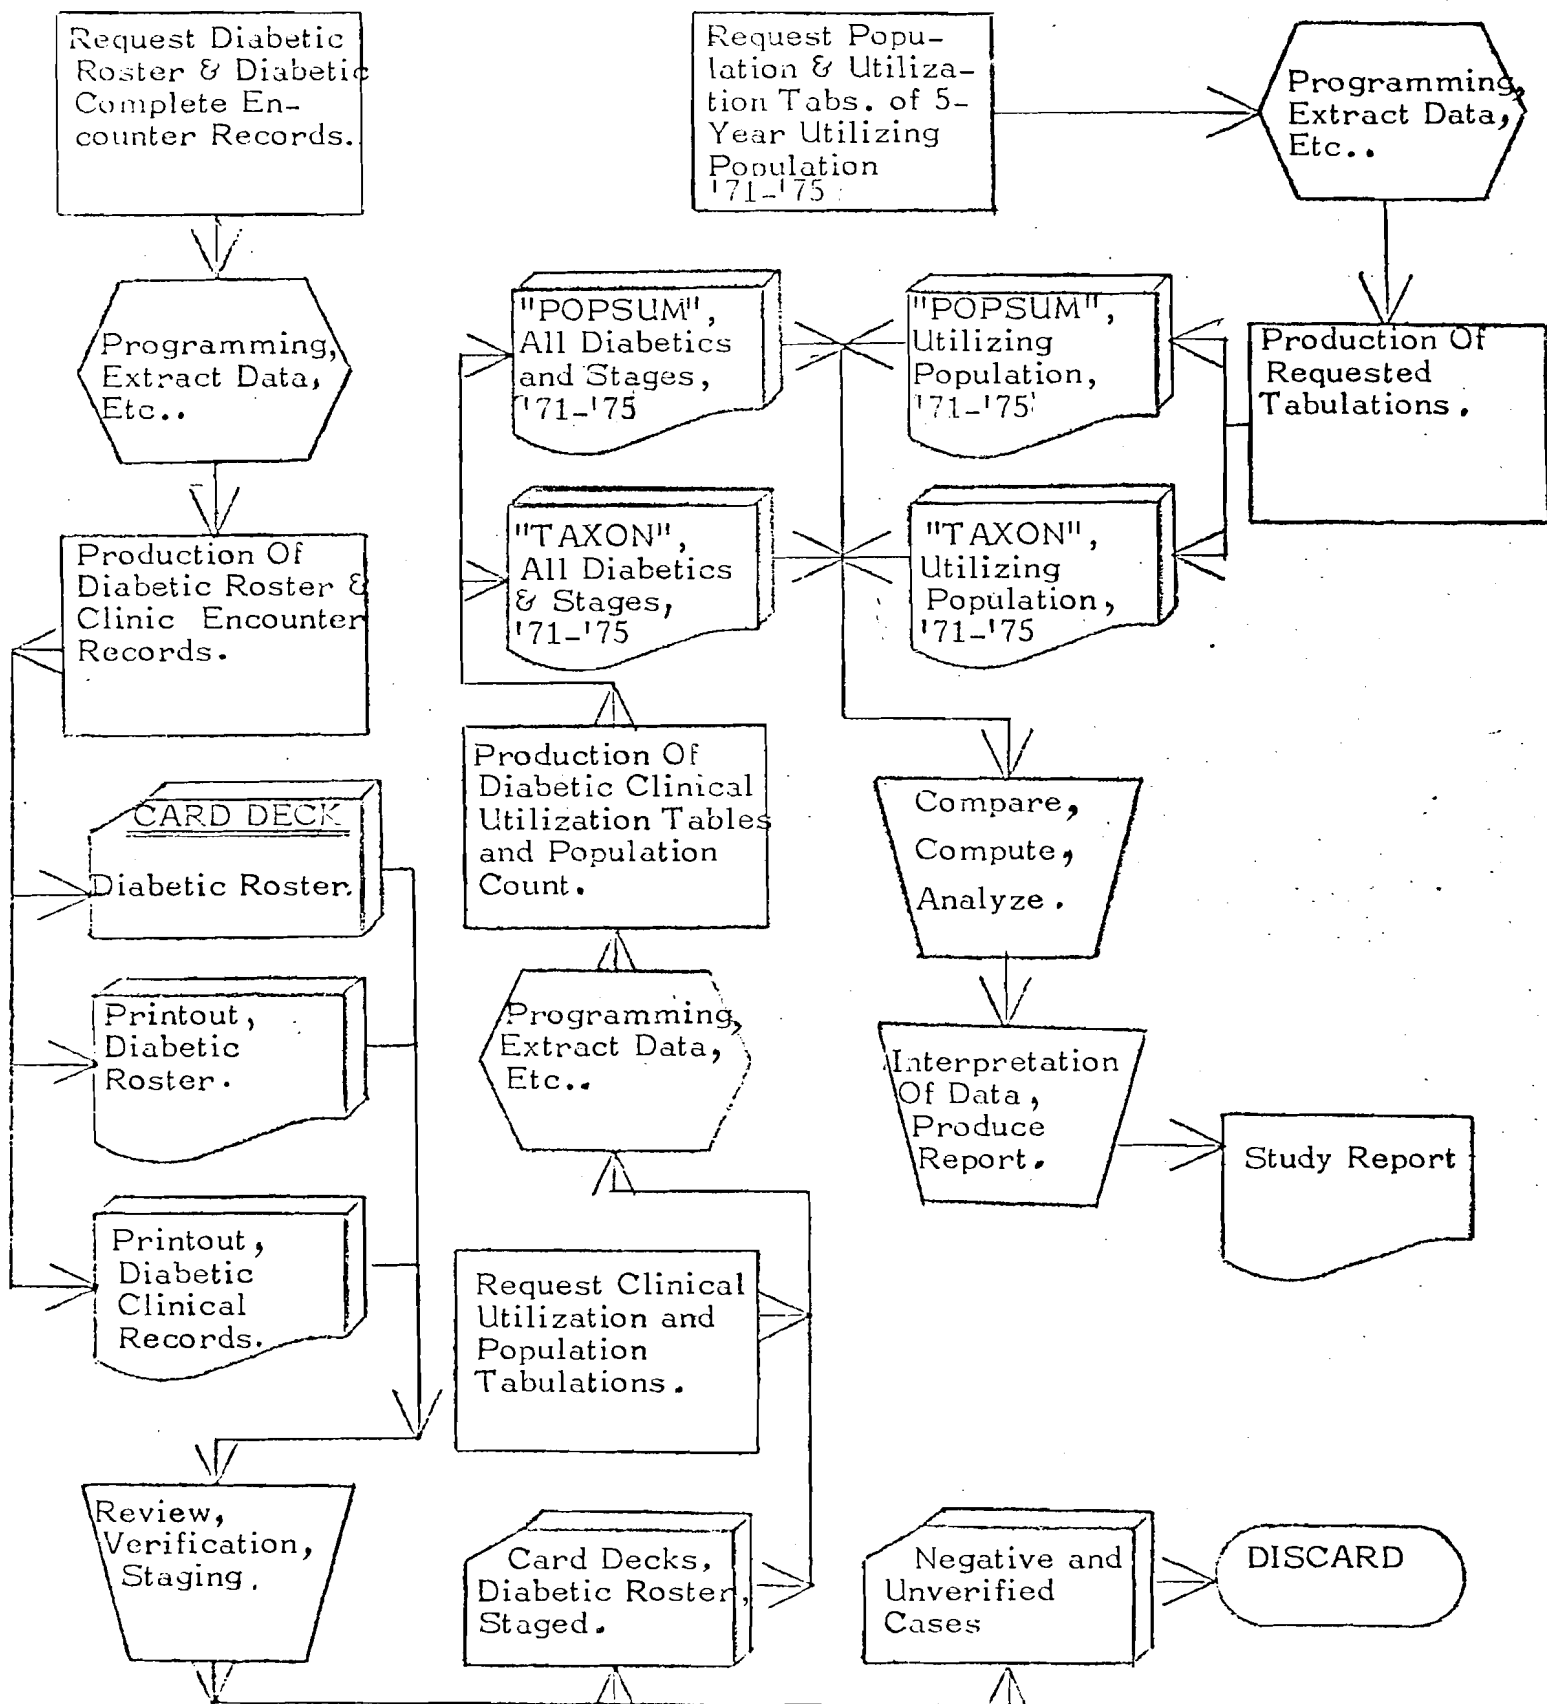 Request Diabetic
Roster & Diabetic
Complete En-
counter Records.
Programming,
Extract Data,
Etc..
Production Of
Diabetic Roster &
Clinic Encounter
Records.
CARD DECK
Diabetic Roster.
Printout,
Diabetic
Roster.
Printout,
Diabetic
Clinical
Records.
Review,
Verification,
Staging.
Request Popu-
lation & Utiliza-
tion Tabs. of 5-
Year Utilizing
Population
'71-'75
Programming,
Extract Data,
Etc..
Production Of
Requested
Tabulations.
"POPSUM",
All Diabetics
and Stages,
'71-'75
"POPSUM",
Utilizing
Population,
'71-'75
"TAXON",
All Diabetics
& Stages,
'71-'75
"TAXON",
Utilizing
Population,
'71-'75
Production Of
Diabetic Clinical
Utilization Tables
and Population
Count.
Programming,
Extract Data,
Etc..
Request Clinical
Utilization and
Population
Tabulations.
Card Decks,
Diabetic Roster,
Staged.
Compare,
Compute,
Analyze.
Interpretation
Of Data,
Produce
Report.
Study Report
Negative and
Unverified
Cases
DISCARD